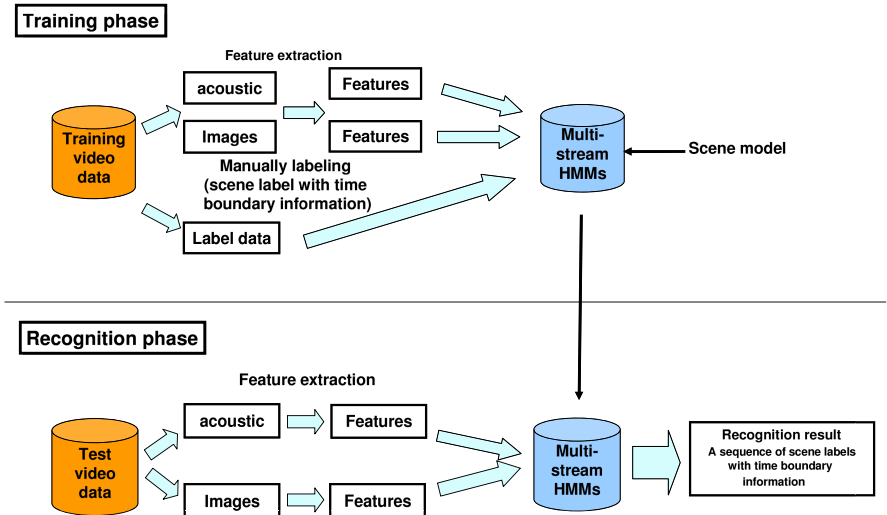 Training phase
Feature extraction
acoustic
Features
Training
video
data
Images
Features
Multi-
stream
HMMs
Scene model
Manually labeling
(scene label with time
boundary information)
Label data
Recognition phase
Feature extraction
acoustic
Features
Test
video
data
Multi-
stream
HMMs
Recognition result
A sequence of scene labels
with time boundary
information
Images
Features